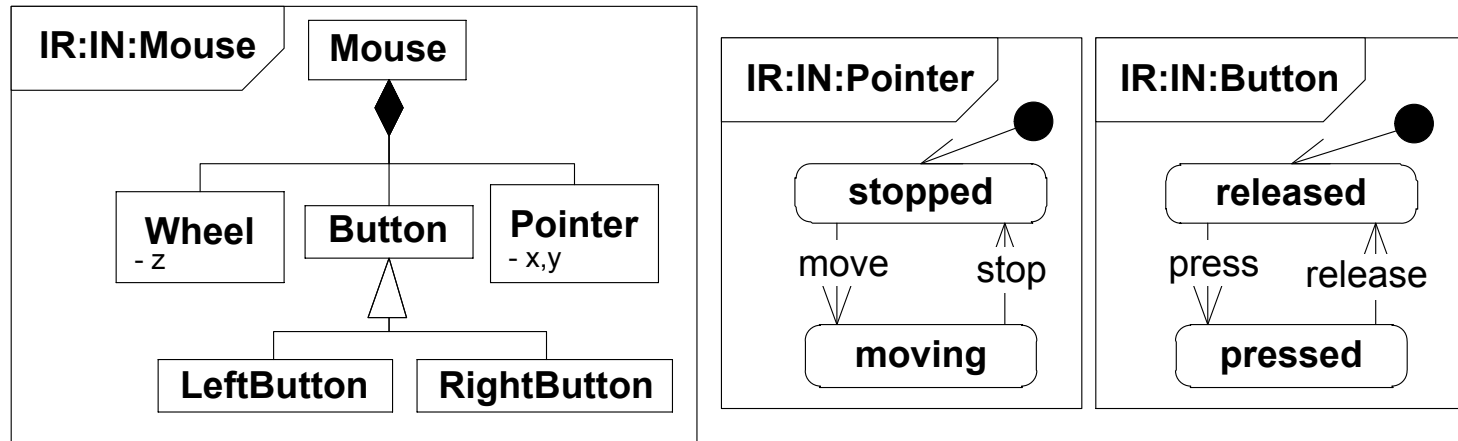 IR:IN:Mouse
Mouse
Wheel
- z
Button
Pointer
- x,y
LeftButton
RightButton
IR:IN:Pointer
stopped
move
stop
moving
IR:IN:Button
released
press
release
pressed